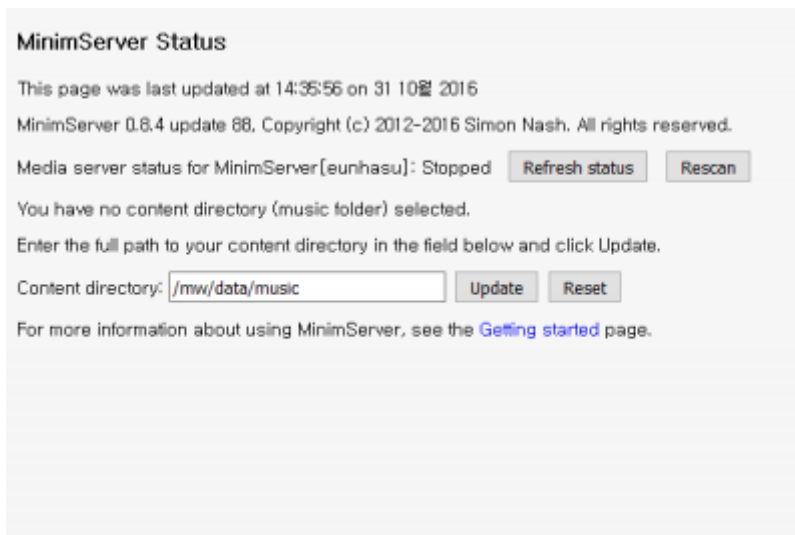 MinimServer Status
This page was last updated at 14:35:56 on 31 10월 2016
MinimServer 0.8.4 update 88, Copyright (c) 2012-2016 Simon Nash. All rights reserved.
Media server status for MinimServer[eunhasu]: Stopped Refresh status Rescan
You have no content directory (music folder) selected.
Enter the full path to your content directory in the field below and click Update.
Content directory: /mw/data/music Update Reset
For more information about using MinimServer, see the Getting started page.